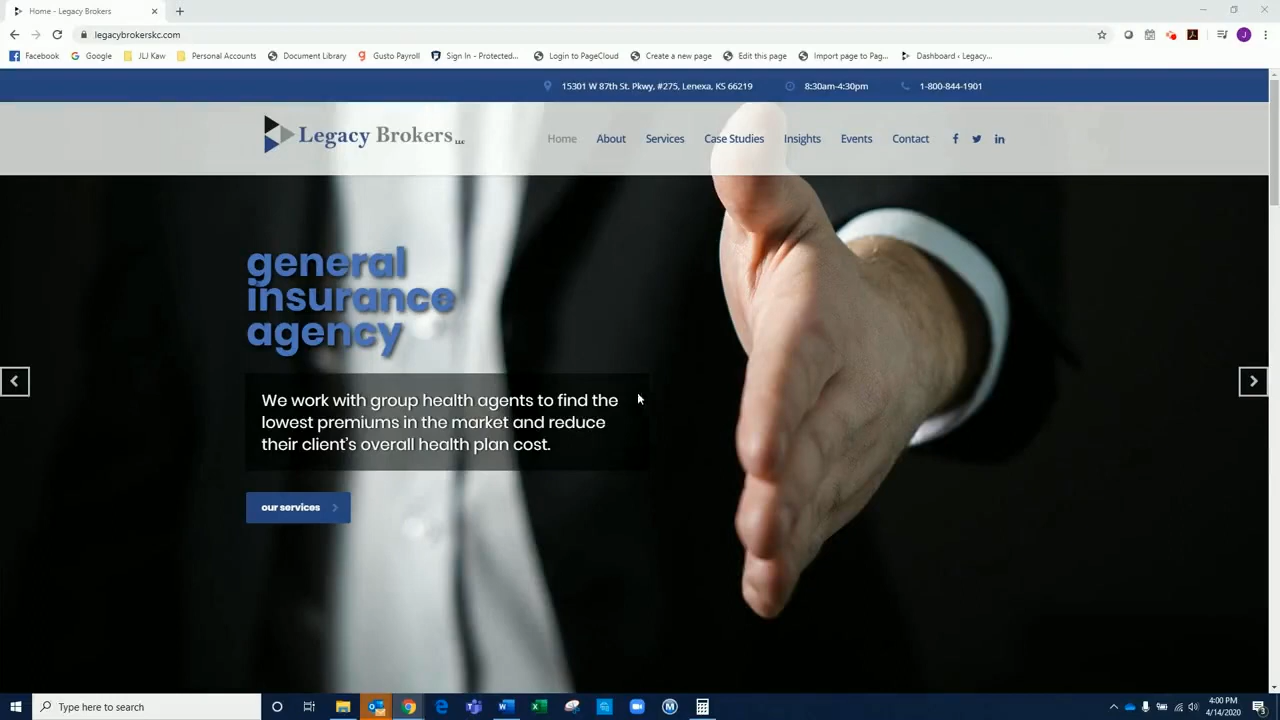 Home - Legacy Brokers
legacybrokerskc.com
J
Facebook
Google
JLJ Kaw
Personal Accounts
Document Library
Gusto Payroll
Sign In - Protected...
Login to PageCloud
Create a new page
Edit this page
Import page to Pag...
Dashboard ‹ Legacy...
15301 W 87th St. Pkwy, #275, Lenexa, KS 66219
8:30am-4:30pm
1-800-844-1901
Legacy Brokers LLC
Home
About
Services
Case Studies
Insights
Events
Contact
general
insurance
agency
We work with group health agents to find the
lowest premiums in the market and reduce
their client's overall health plan cost.
our services
Type here to search
4:00 PM
4/14/2020